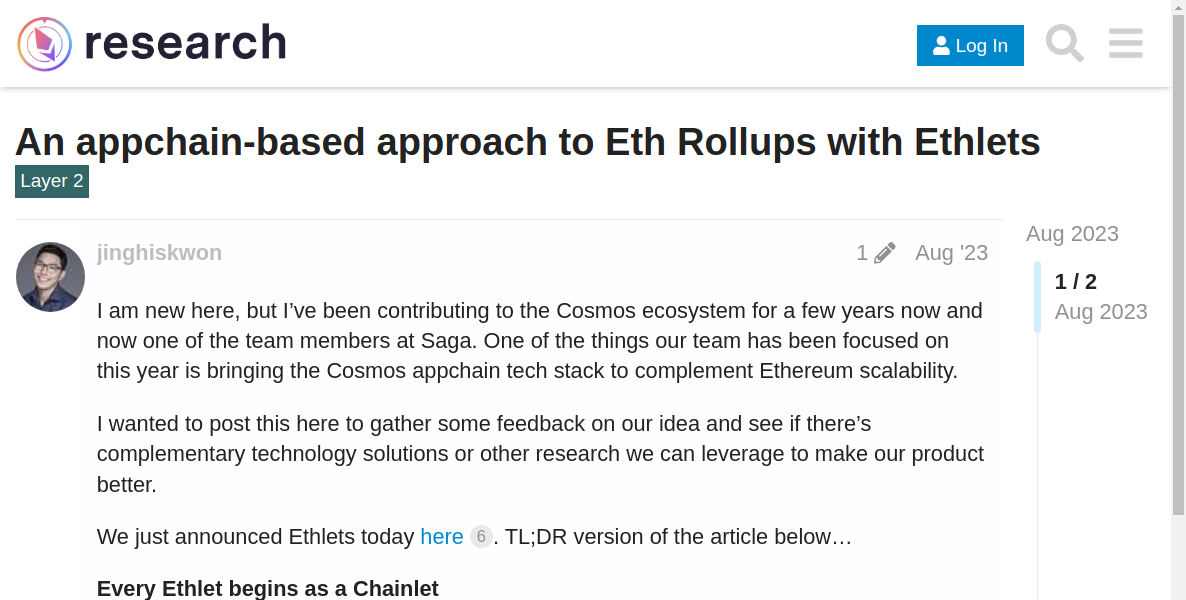 research
Log In
An appchain-based approach to Eth Rollups with Ethlets
Layer 2
jinghiskwon
1
Aug '23
Aug 2023
1 / 2
Aug 2023
I am new here, but I’ve been contributing to the Cosmos ecosystem for a few years now and
now one of the team members at Saga. One of the things our team has been focused on
this year is bringing the Cosmos appchain tech stack to complement Ethereum scalability.
I wanted to post this here to gather some feedback on our idea and see if there’s
complementary technology solutions or other research we can leverage to make our product
better.
We just announced Ethlets today here 6. TL;DR version of the article below…
Every Ethlet begins as a Chainlet